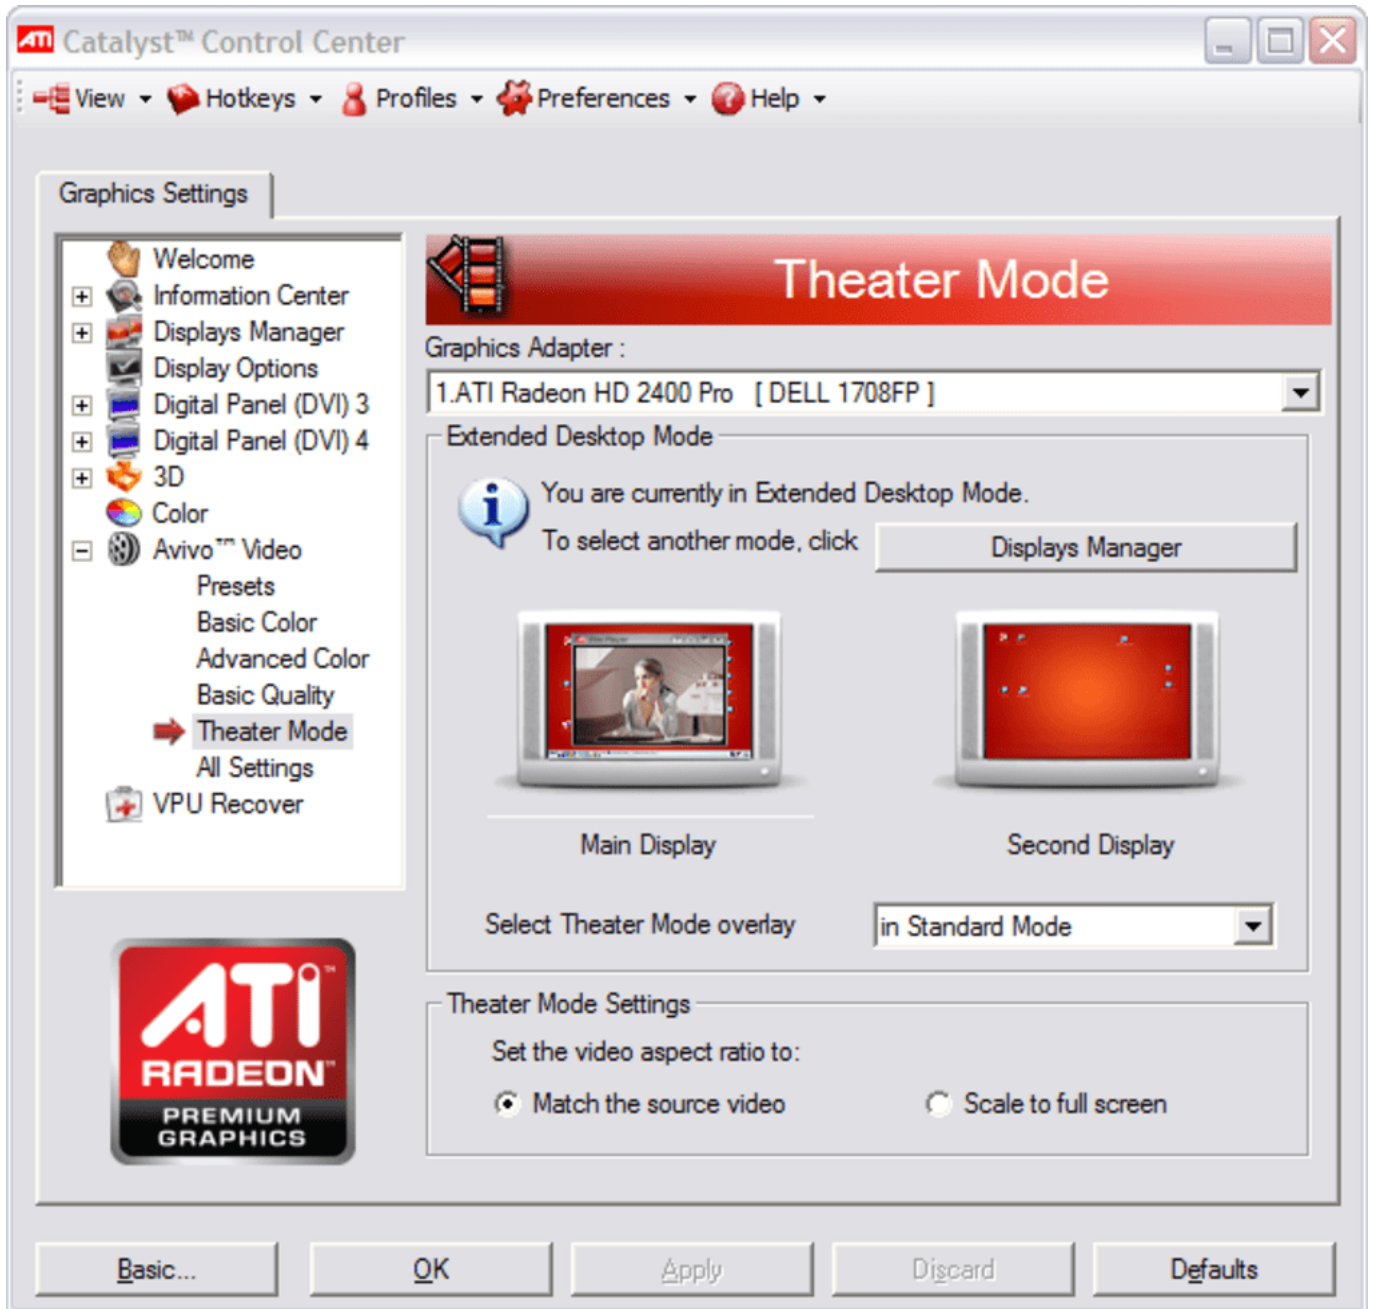 ATI Catalyst™ Control Center
View Hotkeys Profiles Preferences Help
Graphics Settings
Welcome
Information Center
Displays Manager
Display Options
Digital Panel (DVI) 3
Digital Panel (DVI) 4
3D
Color
Avivo™ Video
Presets
Basic Color
Advanced Color
Basic Quality
Theater Mode
All Settings
VPU Recover
ATI™
RADEON™
PREMIUM
GRAPHICS
Theater Mode
Graphics Adapter :
1.ATI Radeon HD 2400 Pro [ DELL 1708FP ]
Extended Desktop Mode
You are currently in Extended Desktop Mode.
To select another mode, click Displays Manager
Main Display Second Display
Select Theater Mode overlay in Standard Mode
Theater Mode Settings
Set the video aspect ratio to:
Match the source video Scale to full screen
Basic... OK Apply Discard Defaults